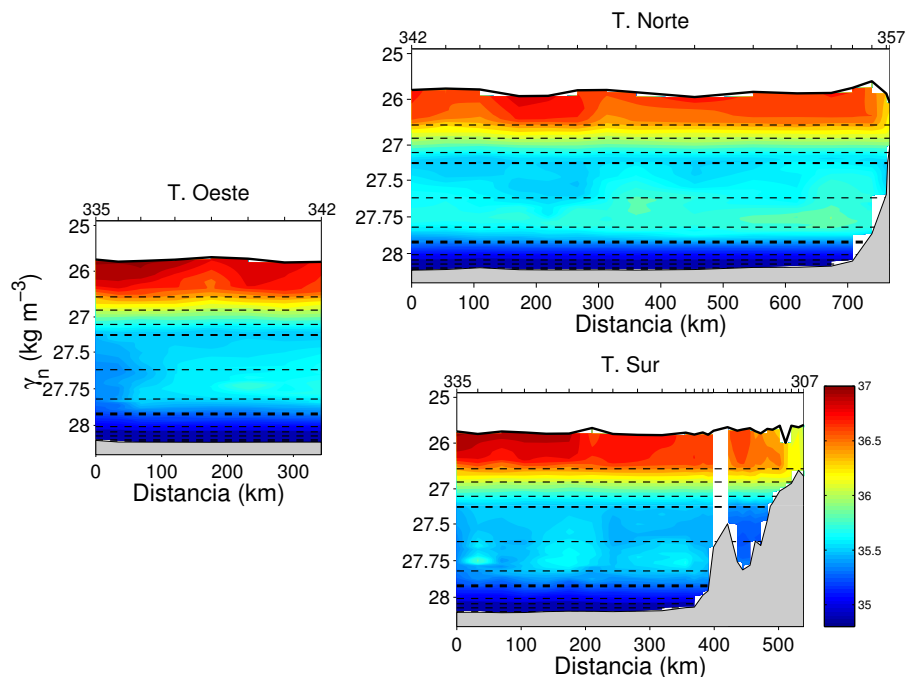 T. Norte
342 357
25
26
27
27.5
27.75
28
0 100 200 300 400 500 600 700
Distancia (km)
T. Oeste
335 342
25
26
27
27.5
27.75
28
γn (kg m−3)
0 100 200 300
Distancia (km)
T. Sur
335 307
25
26
27
27.5
27.75
28
0 100 200 300 400 500
Distancia (km)
37
36.5
36
35.5
35